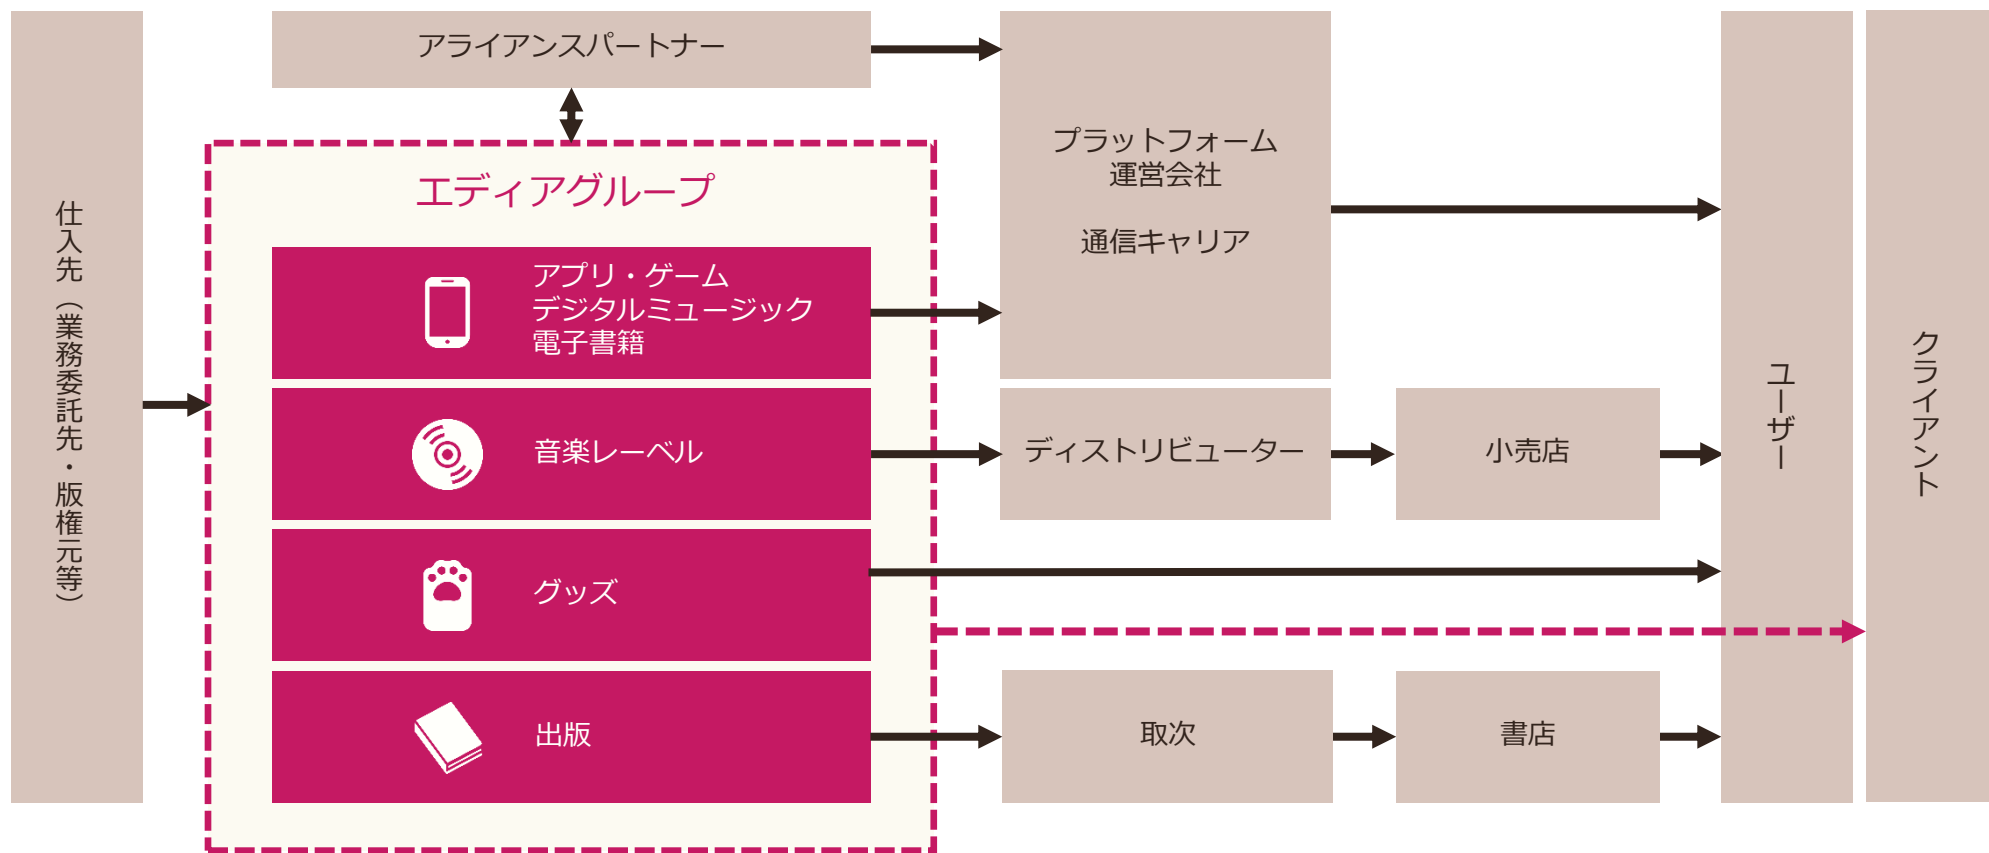 仕入先（業務委託先・版権元等）
アライアンスパートナー
エディアグループ
アプリ・ゲーム
デジタルミュージック
電子書籍
音楽レーベル
グッズ
出版
プラットフォーム
運営会社
通信キャリア
ディストリビューター
小売店
取次
書店
ユーザー
クライアント